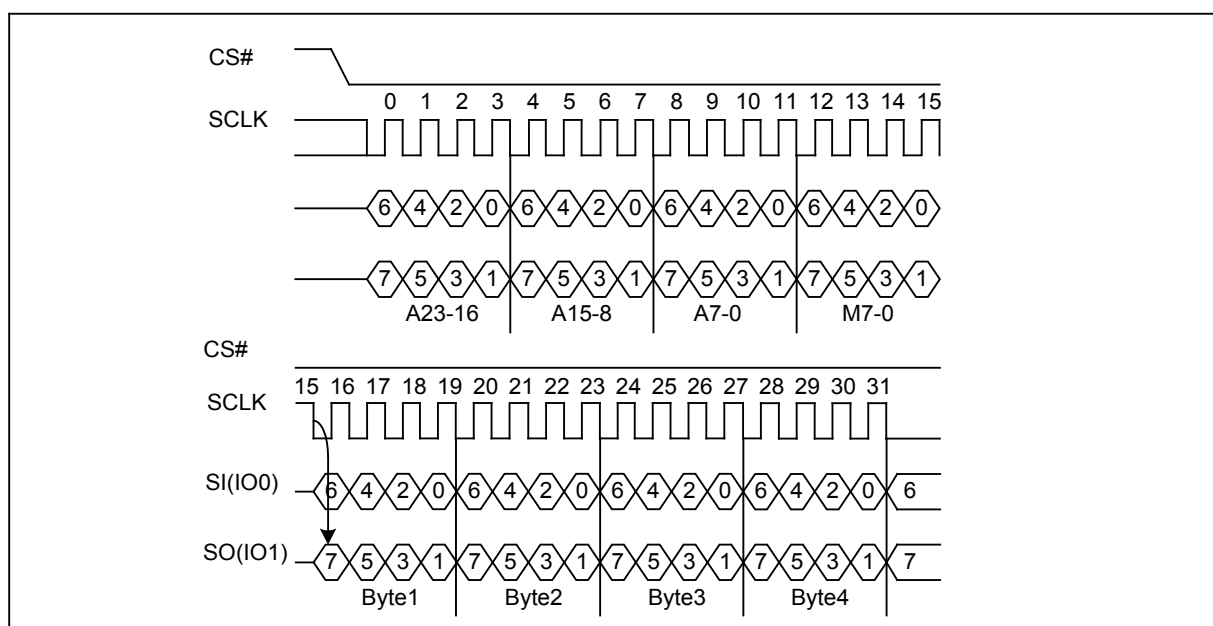 CS#
0 1 2 3 4 5 6 7 8 9 10 11 12 13 14 15
SCLK
6 4 2 0 6 4 2 0 6 4 2 0 6 4 2 0
7 5 3 1 7 5 3 1 7 5 3 1 7 5 3 1
A23-16 A15-8 A7-0 M7-0
CS#
15 16 17 18 19 20 21 22 23 24 25 26 27 28 29 30 31
SCLK
SI(IO0) 6 4 2 0 6 4 2 0 6 4 2 0 6 4 2 0 6
SO(IO1) 7 5 3 1 7 5 3 1 7 5 3 1 7 5 3 1 7
Byte1 Byte2 Byte3 Byte4